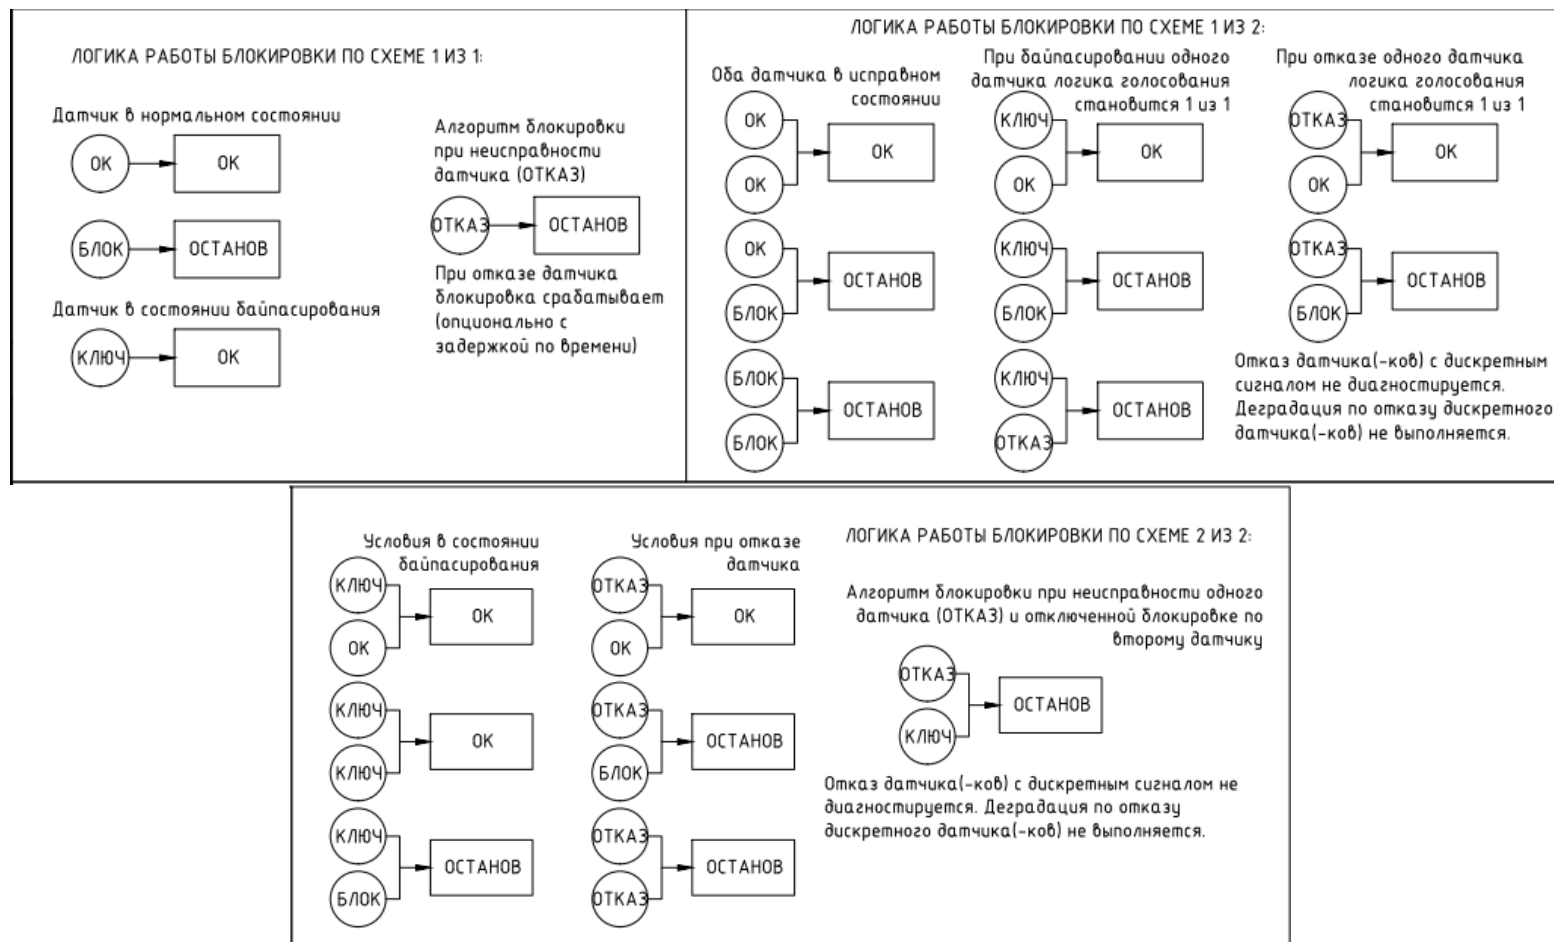 ЛОГИКА РАБОТЫ БЛОКИРОВКИ ПО СХЕМЕ 1 ИЗ 1:
Датчик в нормальном состоянии
ОК
ОК
БЛОК
ОСТАНОВ
Датчик в состоянии байпасирования
КЛЮЧ
ОК
Алгоритм блокировки
при неисправности
датчика (ОТКАЗ)
ОТКАЗ
ОСТАНОВ
При отказе датчика
блокировка срабатывает
(опционально с
задержкой по времени)
ЛОГИКА РАБОТЫ БЛОКИРОВКИ ПО СХЕМЕ 1 ИЗ 2:
Оба датчика в исправном
состоянии
ОК
ОК
ОК
ОК
ОСТАНОВ
БЛОК
БЛОК
ОСТАНОВ
БЛОК
При байпасировании одного
датчика логика голосования
становится 1 из 1
КЛЮЧ
ОК
ОК
КЛЮЧ
ОСТАНОВ
БЛОК
КЛЮЧ
ОСТАНОВ
ОТКАЗ
При отказе одного датчика
логика голосования
становится 1 из 1
ОТКАЗ
ОК
ОК
ОТКАЗ
ОСТАНОВ
БЛОК
Отказ датчика(-ков) с дискретным
сигналом не диагностируется.
Деградация по отказу дискретного
датчика(-ков) не выполняется.
Условия в состоянии
байпасирования
КЛЮЧ
ОК
ОК
КЛЮЧ
ОК
КЛЮЧ
КЛЮЧ
ОСТАНОВ
БЛОК
Условия при отказе
датчика
ОТКАЗ
ОК
ОК
ОТКАЗ
ОСТАНОВ
БЛОК
ОТКАЗ
ОСТАНОВ
ОТКАЗ
ЛОГИКА РАБОТЫ БЛОКИРОВКИ ПО СХЕМЕ 2 ИЗ 2:
Алгоритм блокировки при неисправности одного
датчика (ОТКАЗ) и отключенной блокировке по
второму датчику
ОТКАЗ
ОСТАНОВ
КЛЮЧ
Отказ датчика(-ков) с дискретным сигналом не
диагностируется. Деградация по отказу
дискретного датчика(-ков) не выполняется.